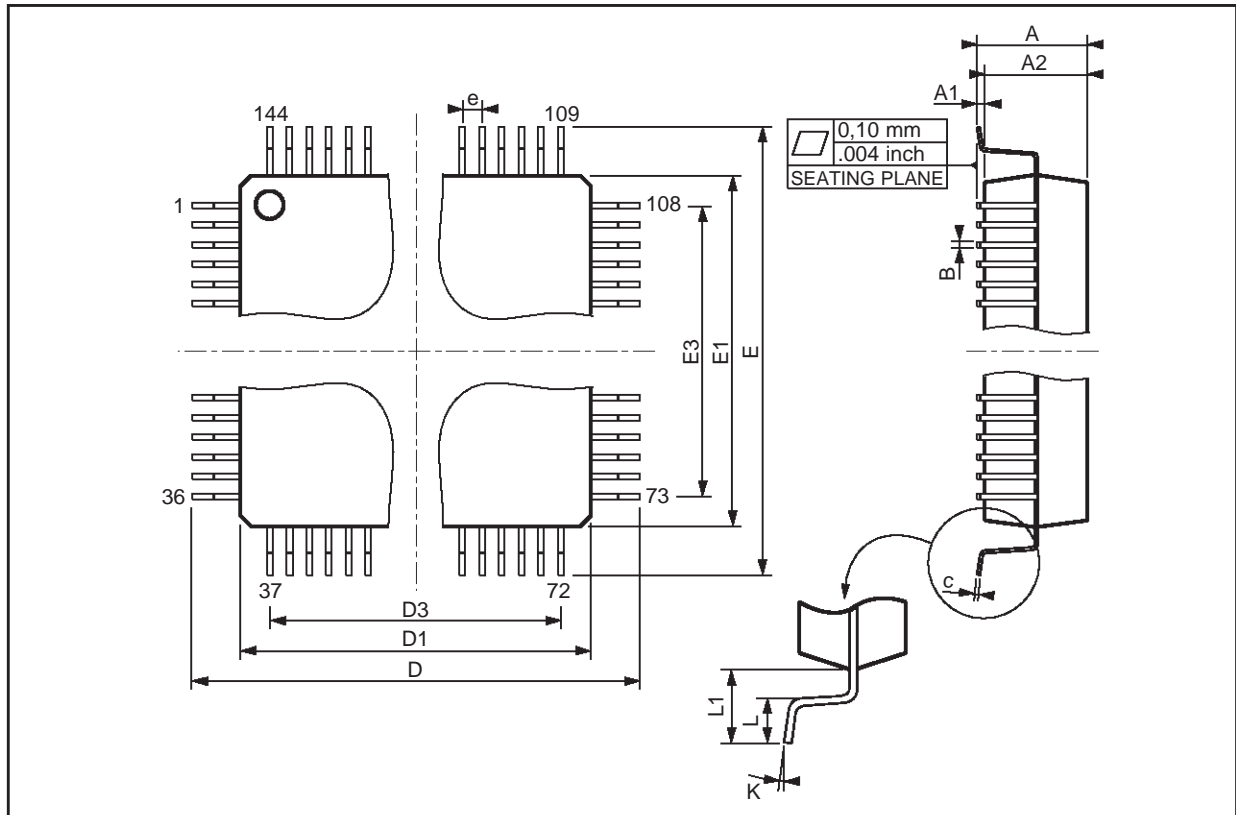 A
A2
A1
e
144
109
0,10 mm
.004 inch
SEATING PLANE
1
108
B
E3
E1
E
36
73
37
72
D3
D1
D
c
L1
L
K